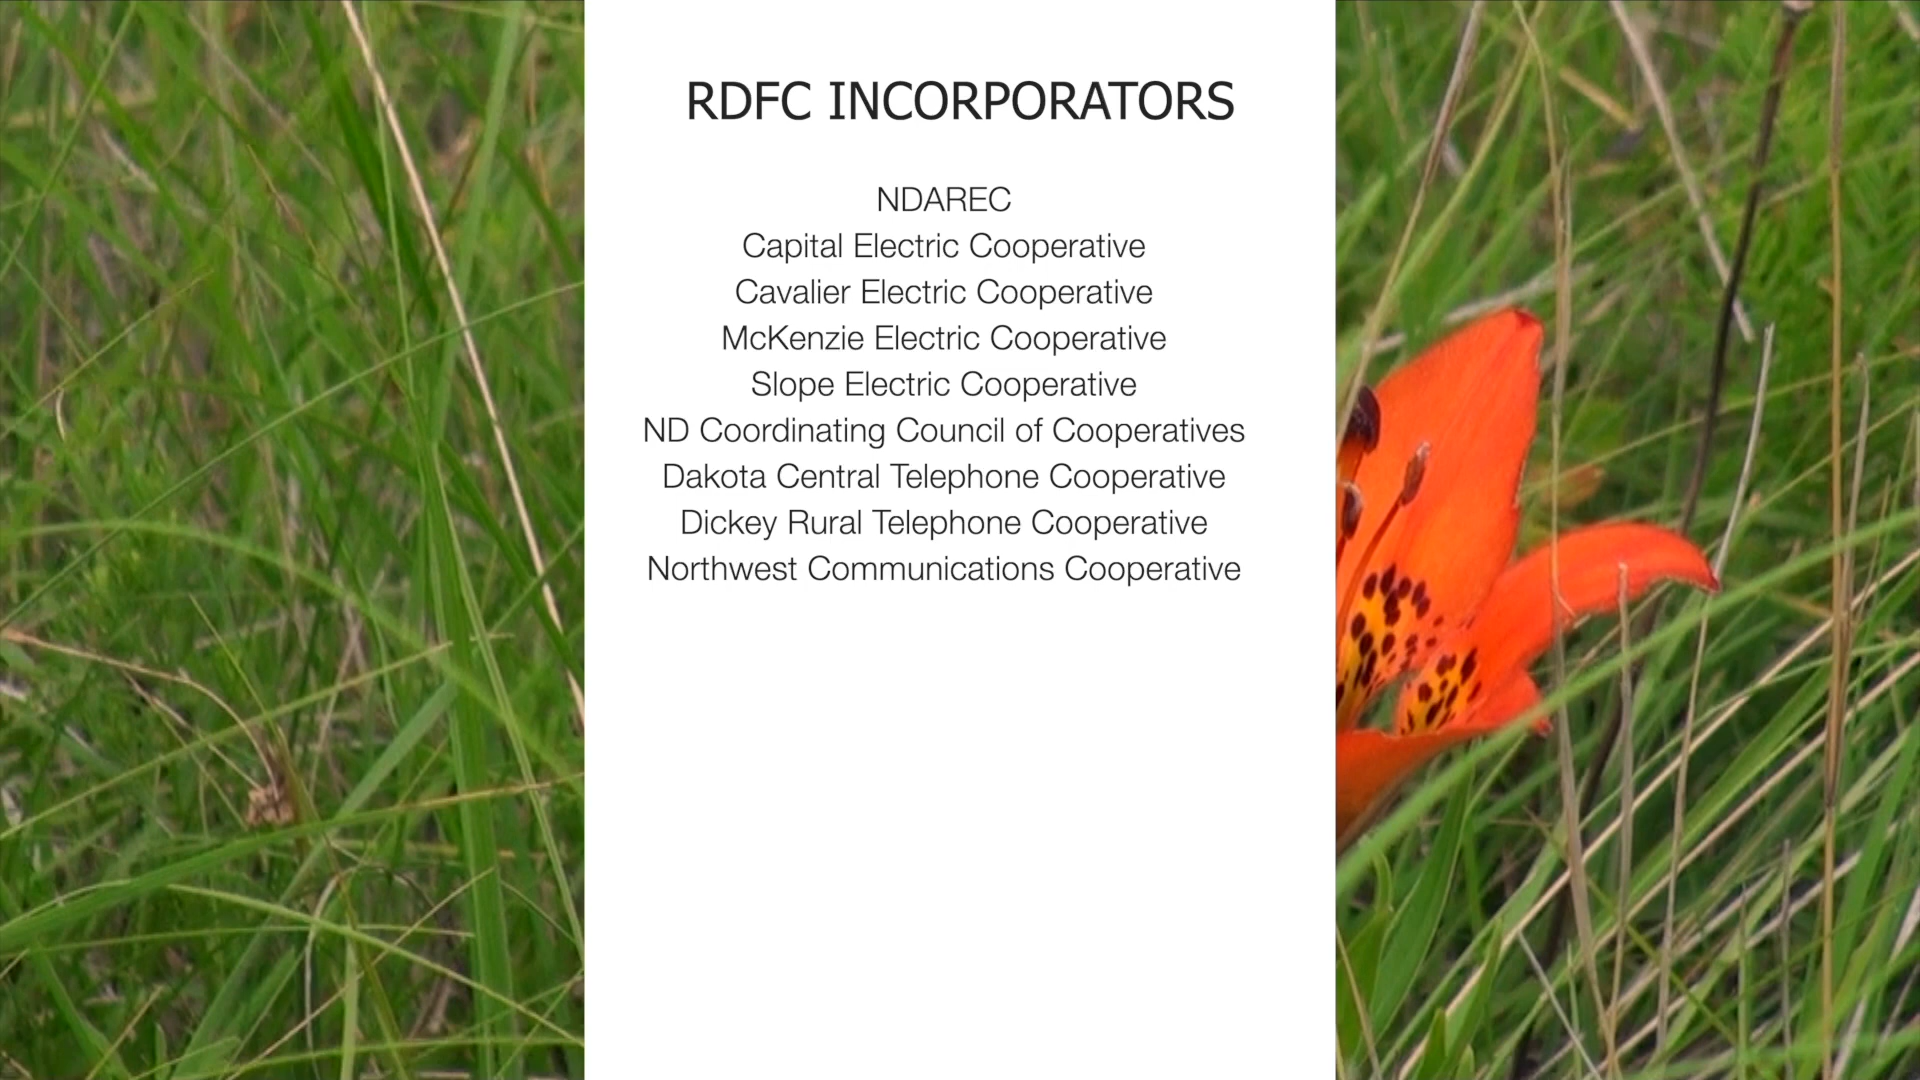 RDFC INCORPORATORS
NDAREC
Capital Electric Cooperative
Cavalier Electric Cooperative
McKenzie Electric Cooperative
Slope Electric Cooperative
ND Coordinating Council of Cooperatives
Dakota Central Telephone Cooperative
Dickey Rural Telephone Cooperative
Northwest Communications Cooperative